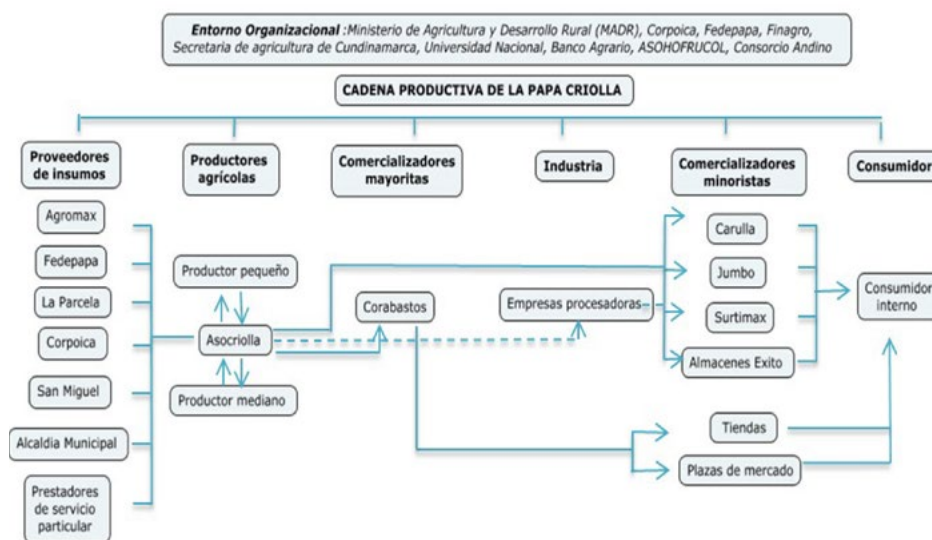 Entorno Organizacional :Ministerio de Agricultura y Desarrollo Rural (MADR), Corpoica, Fedepapa, Finagro,
Secretaria de agricultura de Cundinamarca, Universidad Nacional, Banco Agrario, ASOHOFRUCOL, Consorcio Andino
CADENA PRODUCTIVA DE LA PAPA CRIOLLA
Proveedores
de insumos
Productores
agrícolas
Comercializadores
mayoritas
Industria
Comercializadores
minoristas
Consumidor
Agromax
Fedepapa
La Parcela
Corpoica
San Miguel
Alcaldia Municipal
Prestadores
de servicio
particular
Productor pequeño
Asocriolla
Productor mediano
Corabastos
Empresas procesadoras
Carulla
Jumbo
Surtimax
Almacenes Exito
Tiendas
Plazas de mercado
Consumidor
interno